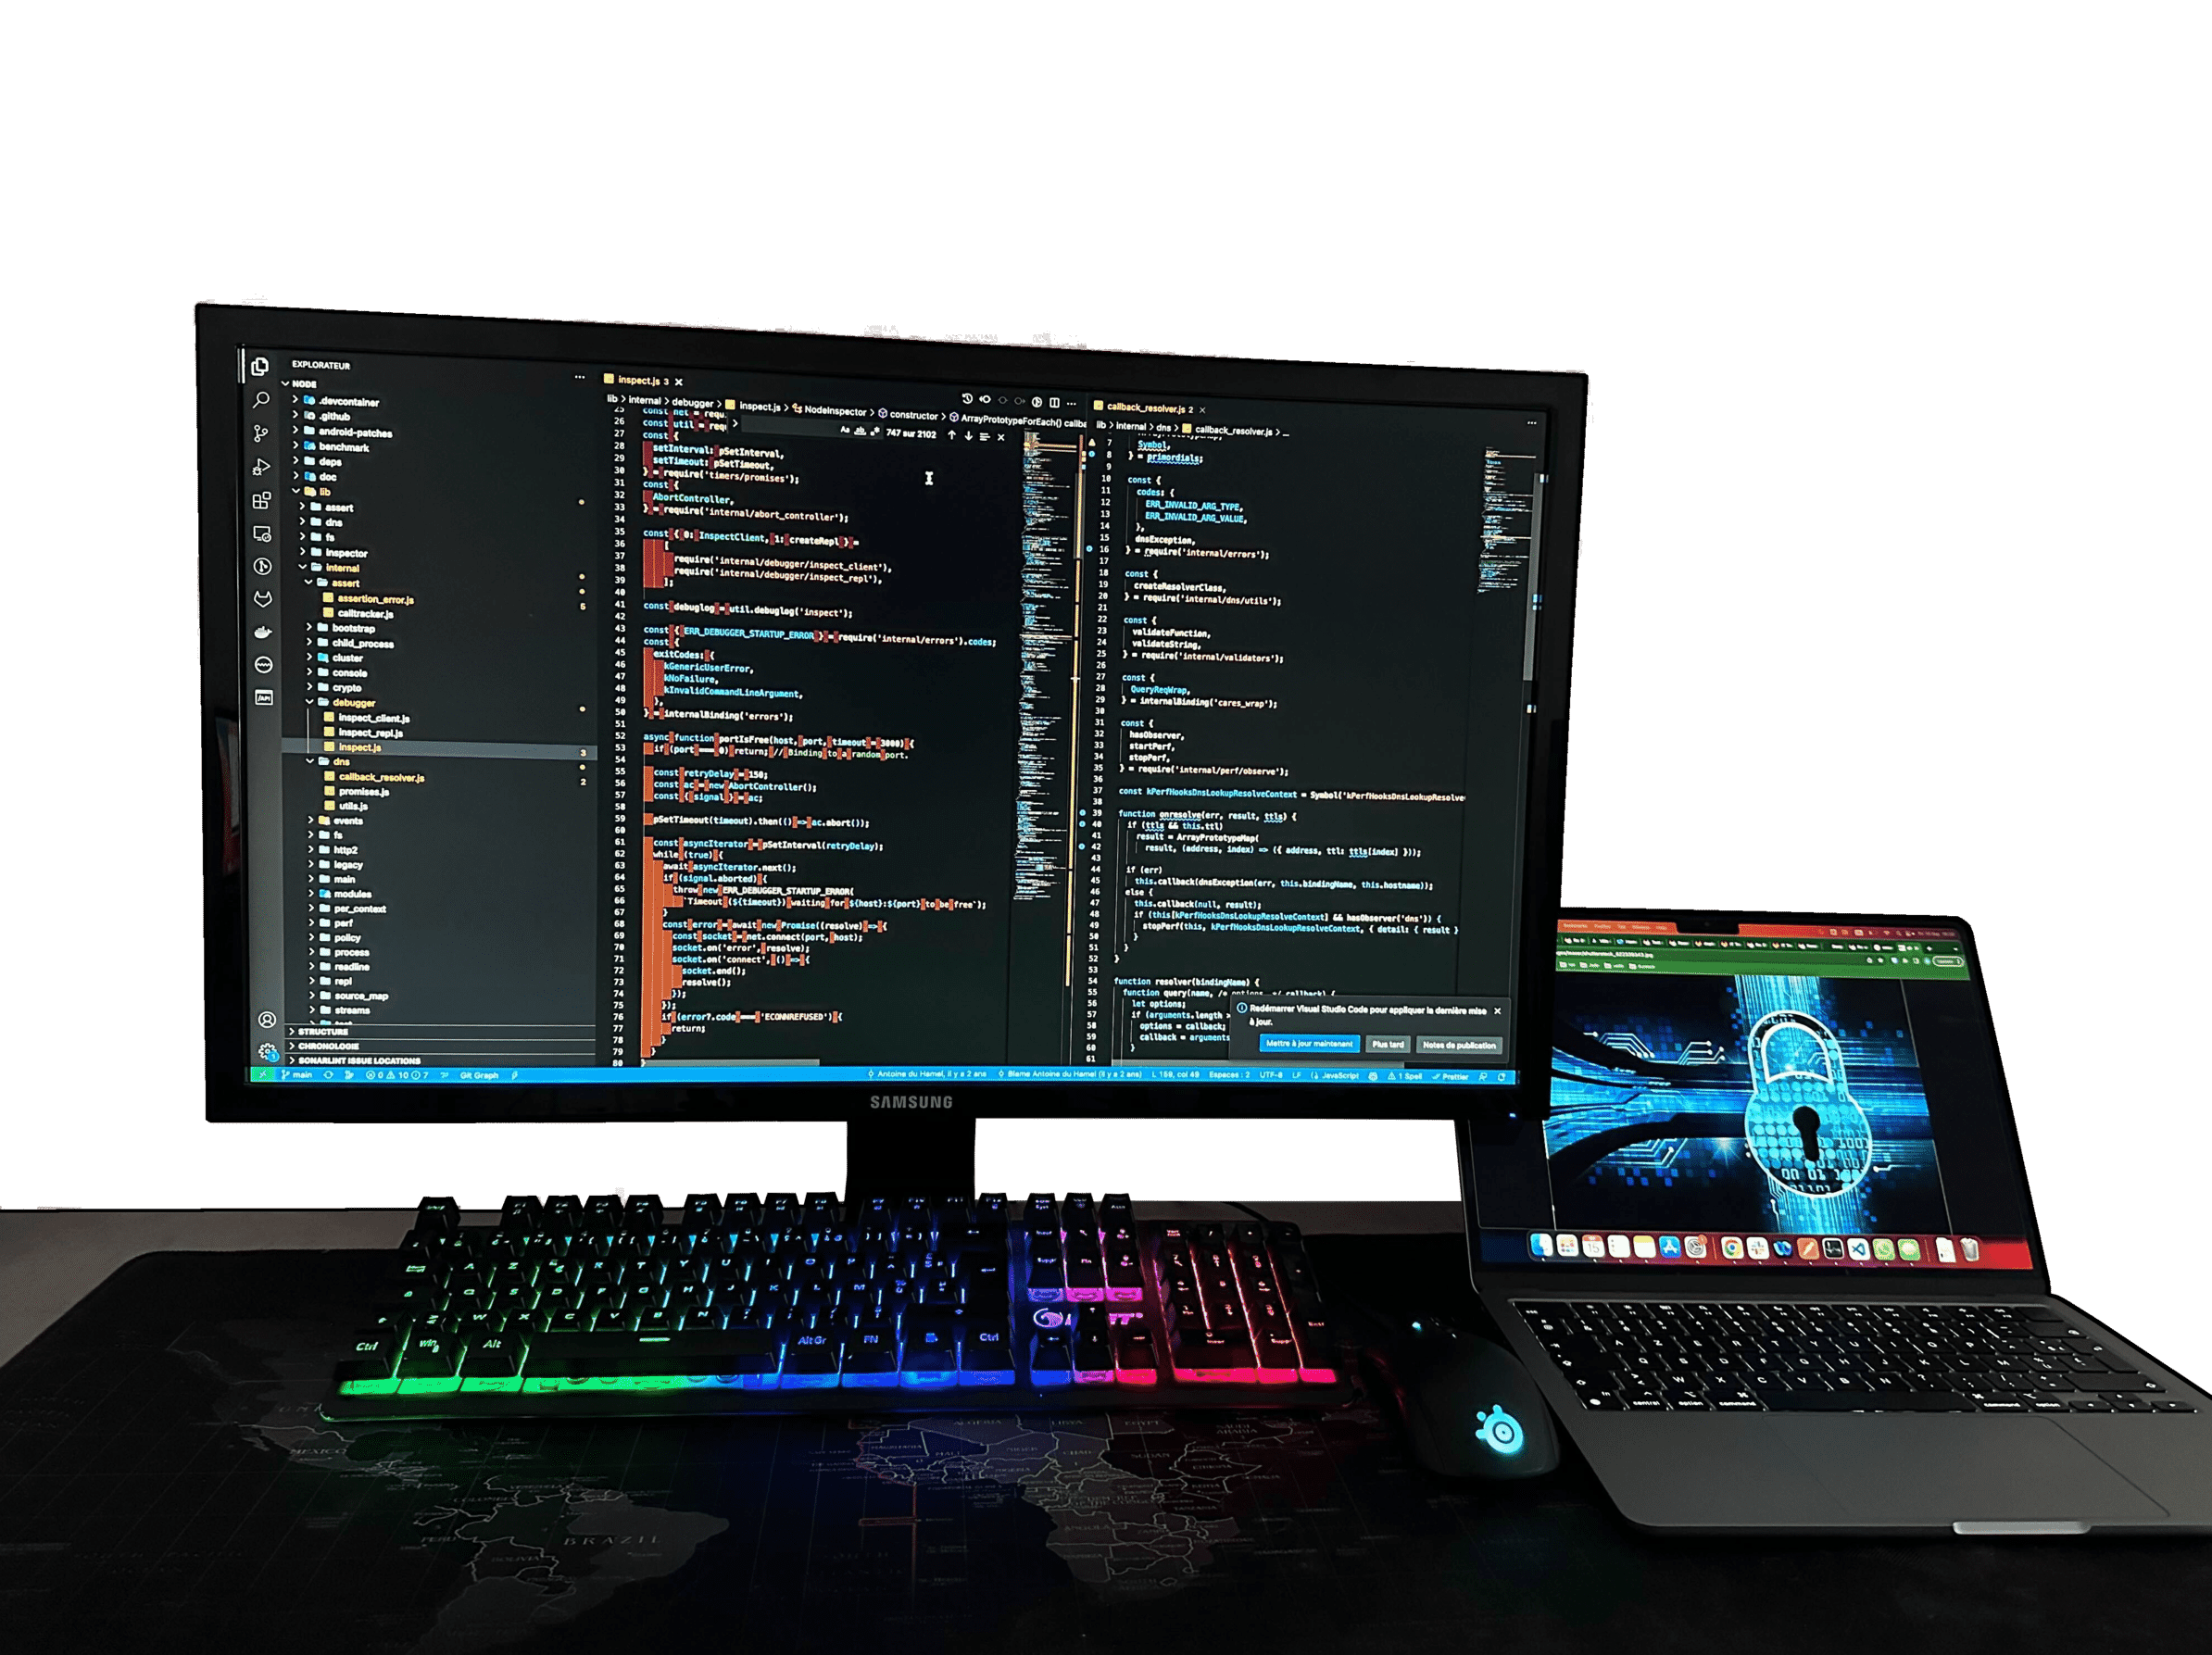 EXPLORATEUR
NODE
.devcontainer
.github
android-patches
benchmark
deps
doc
lib
assert
dns
fs
inspector
internal
assert
assertion_error.js
calltracker.js
5
bootstrap
child_process
cluster
console
crypto
debugger
inspect_client.js
inspect_repl.js
inspect.js
3
dns
callback_resolver.js
2
promises.js
utils.js
events
fs
http2
legacy
main
modules
per_context
perf
policy
process
readline
repl
source_map
streams
STRUCTURE
CHRONOLOGIE
SONARLINT ISSUE LOCATIONS
inspect.js 3
lib > internal > debugger > inspect.js > NodeInspector > constructor > ArrayPrototypeForEach() callba
747 sur 2102
25 const net = requ
26 const util = requ
27 const {
28 setInterval: pSetInterval,
29 setTimeout: pSetTimeout,
30 } = require('timers/promises');
31 const {
32 AbortController,
33 } = require('internal/abort_controller');
34
35 const { 0: InspectClient, 1: createRepl } =
36 [
37 require('internal/debugger/inspect_client'),
38 require('internal/debugger/inspect_repl'),
39 ];
40
41 const debuglog = util.debuglog('inspect');
42
43 const { ERR_DEBUGGER_STARTUP_ERROR } = require('internal/errors').codes;
44 const {
45 exitCodes: {
46 kGenericUserError,
47 kNoFailure,
48 kInvalidCommandLineArgument,
49 },
50 } = internalBinding('errors');
51
52 async function portIsFree(host, port, timeout = 3000) {
53 if (port === 0) return; // Binding to a random port.
54
55 const retryDelay = 150;
56 const ac = new AbortController();
57 const { signal } = ac;
58
59 pSetTimeout(timeout).then(() => ac.abort());
60
61 const asyncIterator = pSetInterval(retryDelay);
62 while (true) {
63 await asyncIterator.next();
64 if (signal.aborted) {
65 throw new ERR_DEBUGGER_STARTUP_ERROR(
66 `Timeout (${timeout}) waiting for ${host}:${port} to be free`);
67 }
68 const error = await new Promise((resolve) => {
69 const socket = net.connect(port, host);
70 socket.on('error', resolve);
71 socket.on('connect', () => {
72 socket.end();
73 resolve();
74 });
75 });
76 if (error?.code === 'ECONNREFUSED') {
77 return;
78 }
79 }
80 }
callback_resolver.js 2
lib > internal > dns > callback_resolver.js > ...
7 Symbol,
8 } = primordials;
9
10 const {
11 codes: {
12 ERR_INVALID_ARG_TYPE,
13 ERR_INVALID_ARG_VALUE,
14 },
15 dnsException,
16 } = require('internal/errors');
17
18 const {
19 createResolverClass,
20 } = require('internal/dns/utils');
21
22 const {
23 validateFunction,
24 validateString,
25 } = require('internal/validators');
26
27 const {
28 QueryReqWrap,
29 } = internalBinding('cares_wrap');
30
31 const {
32 hasObserver,
33 startPerf,
34 stopPerf,
35 } = require('internal/perf/observe');
36
37 const kPerfHooksDnsLookupResolveContext = Symbol('kPerfHooksDnsLookupResolve
38
39 function onresolve(err, result, ttls) {
40 if (ttls && this.ttl)
41 result = ArrayPrototypeMap(
42 result, (address, index) => ({ address, ttl: ttls[index] }));
43
44 if (err)
45 this.callback(dnsException(err, this.bindingName, this.hostname));
46 else {
47 this.callback(null, result);
48 if (this[kPerfHooksDnsLookupResolveContext] && hasObserver('dns')) {
49 stopPerf(this, kPerfHooksDnsLookupResolveContext, { detail: { result }
50 }
51 }
52 }
53
54 function resolver(bindingName) {
55 function query(name, /* options, */ callback) {
56 let options;
57 if (arguments.length >
58 options = callback;
59 callback = arguments
60 }
61
Redémarrer Visual Studio Code pour appliquer la dernière mise
à jour.
Mettre à jour maintenant
Plus tard
Notes de publication
main
0 10 7
Git Graph
Antoine du Hamel, il y a 2 ans
Blame Antoine du Hamel (il y a 2 ans)
L 159, col 49
Espaces : 2
UTF-8
LF
JavaScript
1 Spell
Prettier
SAMSUNG
Ctrl
Win
Alt
Alt Gr
FN
Ctrl
control
option
command
command
option
MEXICO
BRAZIL
BOLIVIA
ALGERIA
EGYPT
MALI
NIGER
SUDAN
ANGOLA